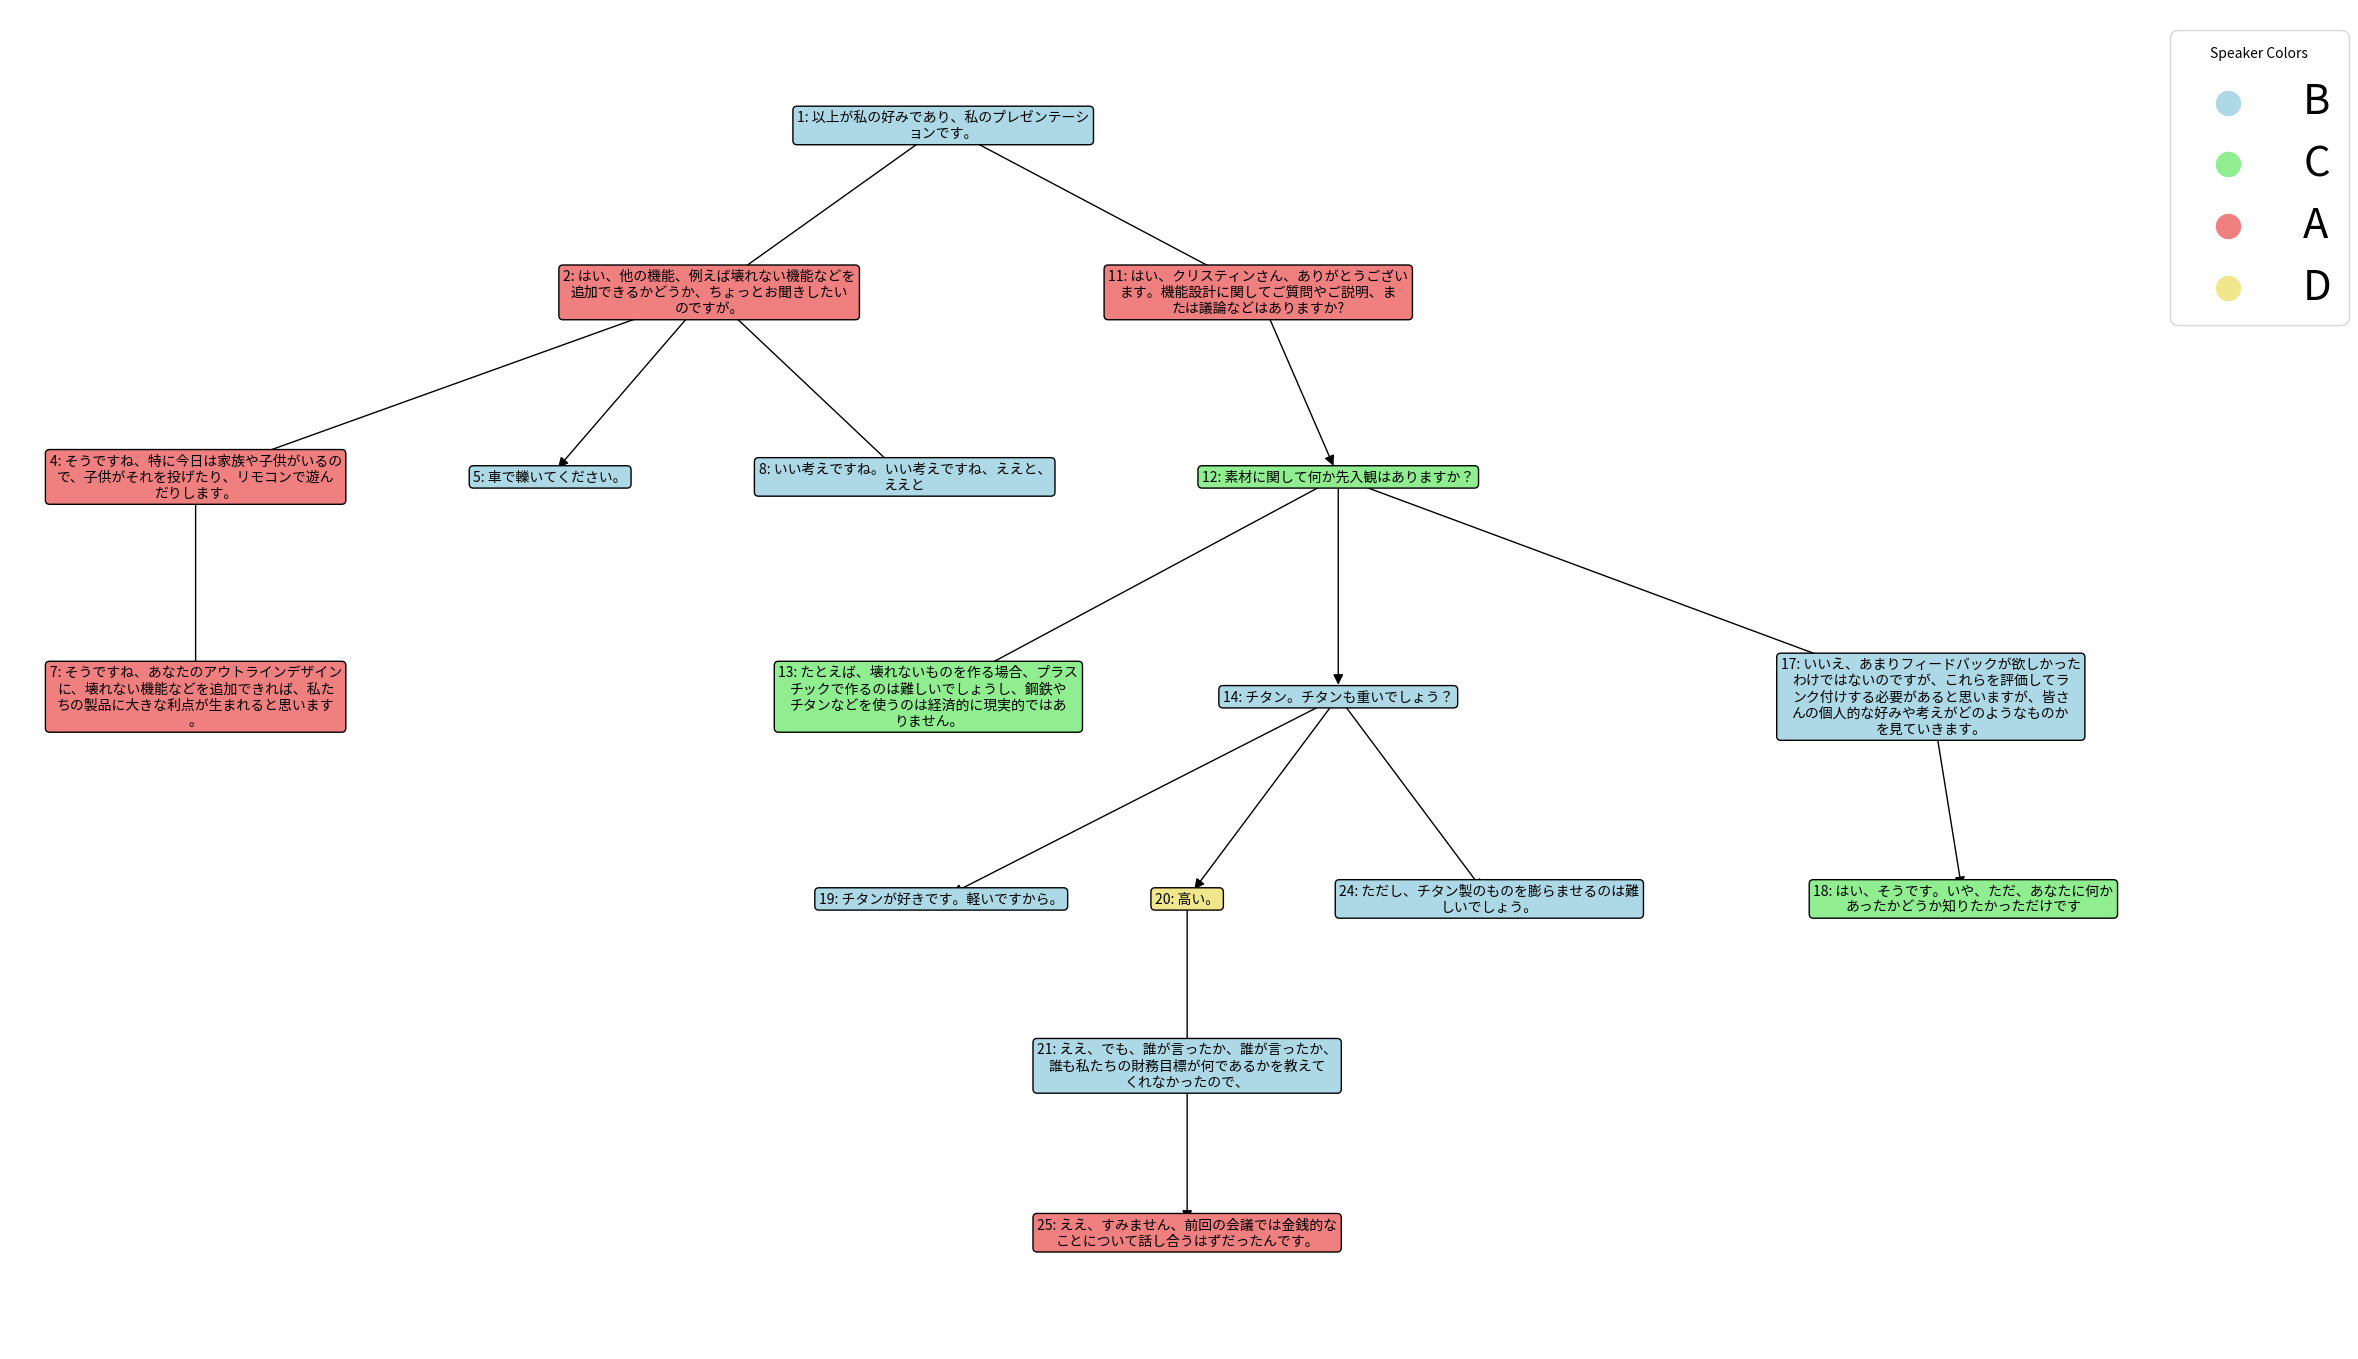 Speaker Colors
B
C
A
D
1: 以上が私の好みであり、私のプレゼンテーシ
ョンです。
2: はい、他の機能、例えば壊れない機能などを
追加できるかどうか、ちょっとお聞きしたい
のですが。
11: はい、クリスティンさん、ありがとうござい
ます。機能設計に関してご質問やご説明、ま
たは議論などはありますか?
4: そうですね、特に今日は家族や子供がいるの
で、子供がそれを投げたり、リモコンで遊ん
だりします。
5: 車で轢いてください。
8: いい考えですね。いい考えですね、ええと、
ええと
12: 素材に関して何か先入観はありますか？
7: そうですね、あなたのアウトラインデザイン
に、壊れない機能などを追加できれば、私た
ちの製品に大きな利点が生まれると思います
。
13: たとえば、壊れないものを作る場合、プラス
チックで作るのは難しいでしょうし、鋼鉄や
チタンなどを使うのは経済的に現実的ではあ
りません。
14: チタン。チタンも重いでしょう？
17: いいえ、あまりフィードバックが欲しかった
わけではないのですが、これらを評価してラ
ンク付けする必要があると思いますが、皆さ
んの個人的な好みや考えがどのようなものか
を見ていきます。
19: チタンが好きです。軽いですから。
20: 高い。
24: ただし、チタン製のものを膨らませるのは難
しいでしょう。
18: はい、そうです。いや、ただ、あなたに何か
あったかどうか知りたかっただけです
21: ええ、でも、誰が言ったか、誰が言ったか、
誰も私たちの財務目標が何であるかを教えて
くれなかったので、
25: ええ、すみません、前回の会議では金銭的な
ことについて話し合うはずだったんです。